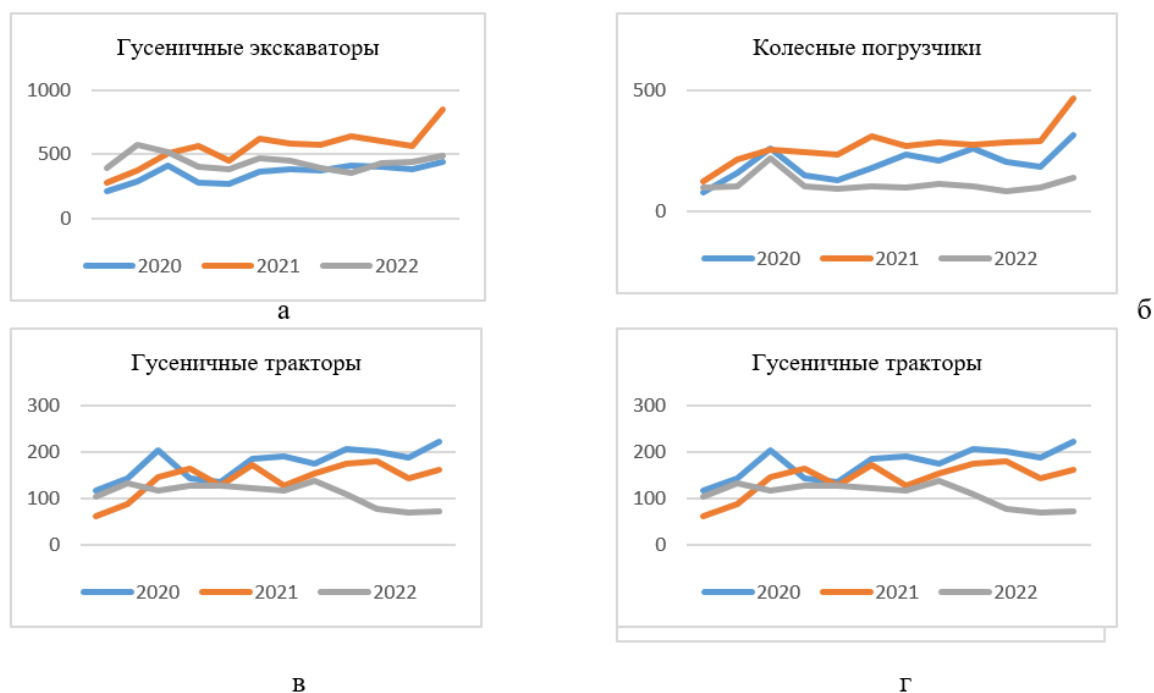 Гусеничные экскаваторы
1000
500
0
2020 2021 2022
а
Колесные погрузчики
500
0
2020 2021 2022
б
Гусеничные тракторы
300
200
100
0
2020 2021 2022
в
Гусеничные тракторы
300
200
100
0
2020 2021 2022
г